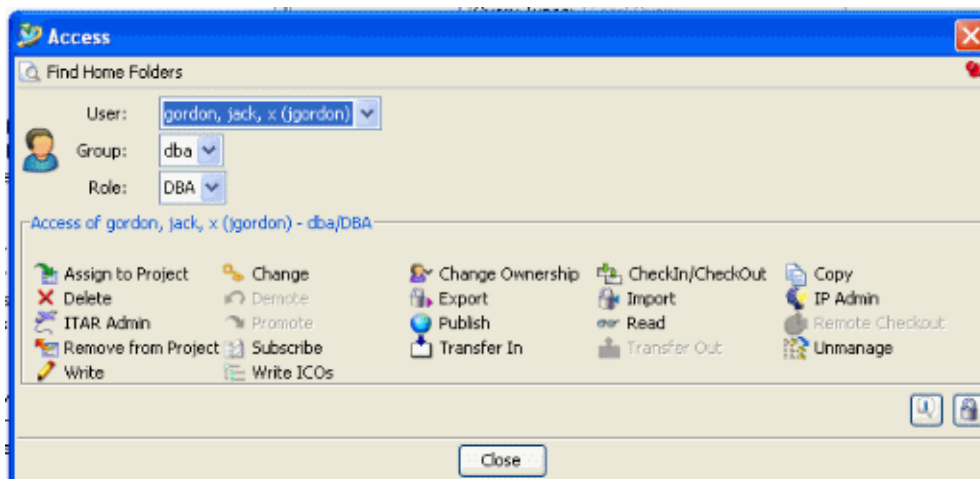 Access
Find Home Folders
User: gordon, jack, x (jgordon)
Group: dba
Role: DBA
Access of gordon, jack, x (jgordon) - dba/DBA
Assign to Project Change Change Ownership CheckIn/CheckOut Copy
Delete Demote Export Import IP Admin
ITAR Admin Promote Publish Read Remote Checkout
Remove from Project Subscribe Transfer In Transfer Out Unmanage
Write Write ICOs
Close